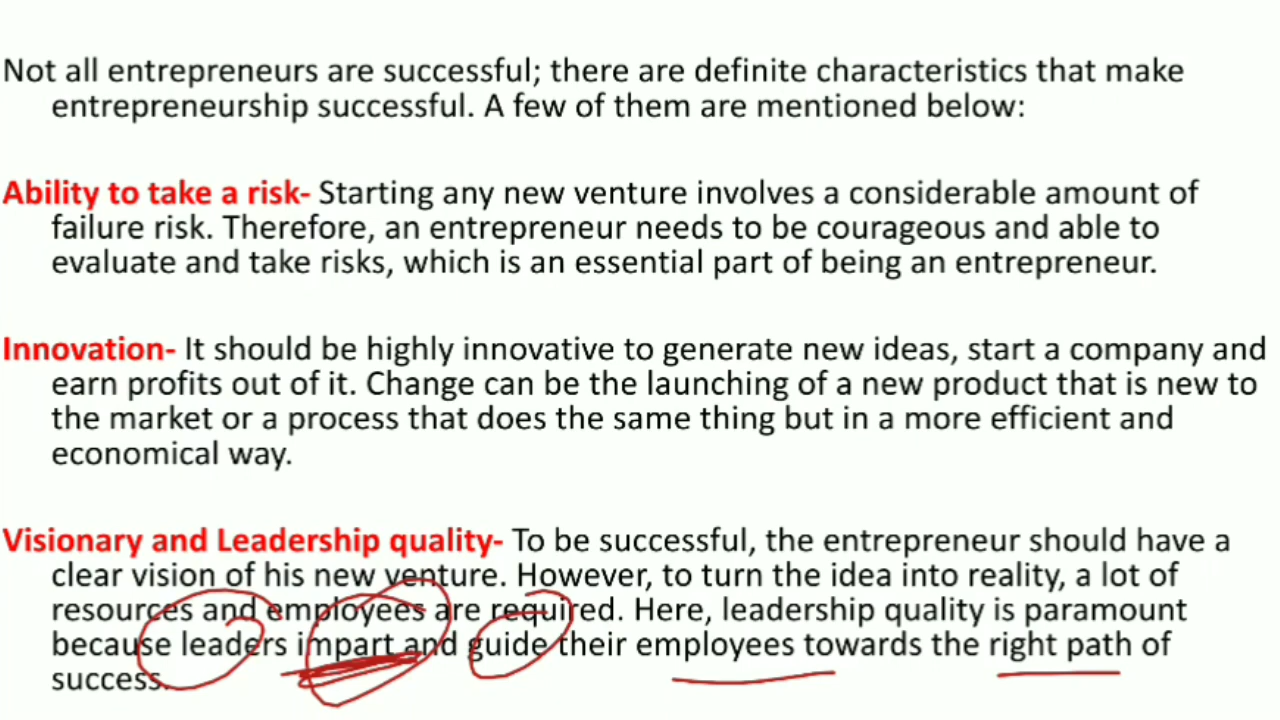 Not all entrepreneurs are successful; there are definite characteristics that make
entrepreneurship successful. A few of them are mentioned below:
Ability to take a risk- Starting any new venture involves a considerable amount of
failure risk. Therefore, an entrepreneur needs to be courageous and able to
evaluate and take risks, which is an essential part of being an entrepreneur.
Innovation- It should be highly innovative to generate new ideas, start a company and
earn profits out of it. Change can be the launching of a new product that is new to
the market or a process that does the same thing but in a more efficient and
economical way.
Visionary and Leadership quality- To be successful, the entrepreneur should have a
clear vision of his new venture. However, to turn the idea into reality, a lot of
resources and employees are required. Here, leadership quality is paramount
because leaders impart and guide their employees towards the right path of
success.